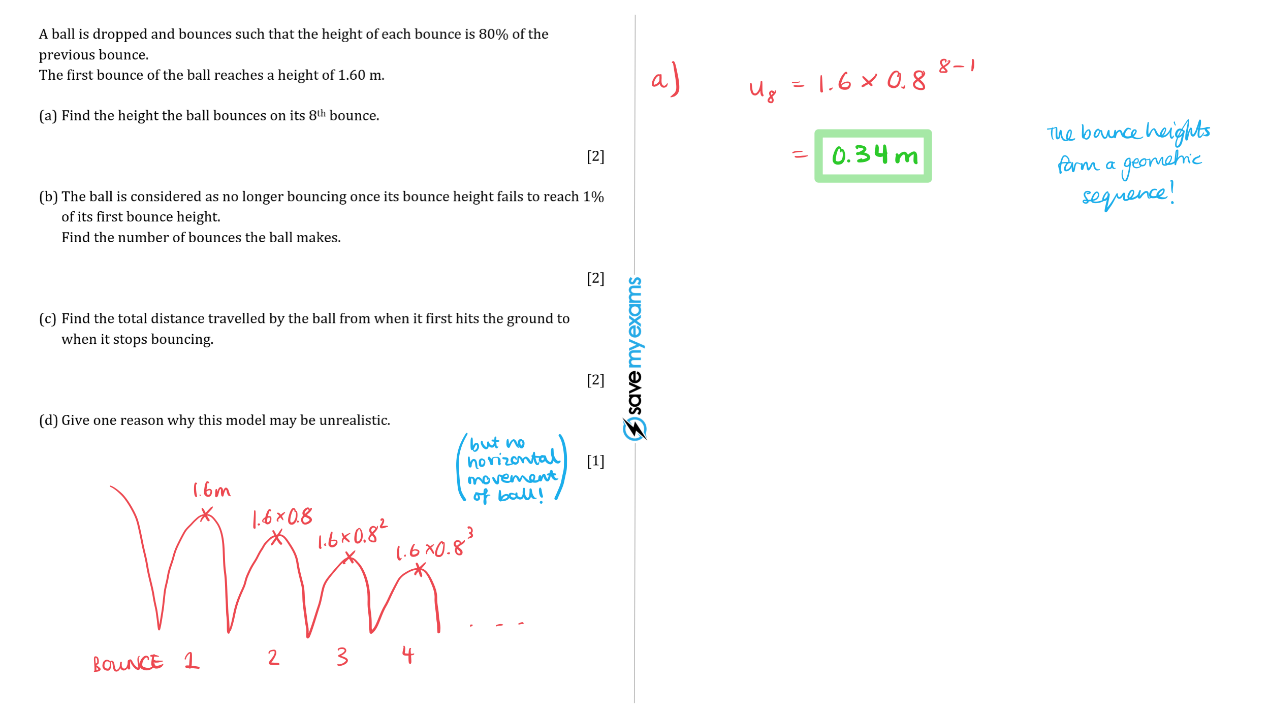 A ball is dropped and bounces such that the height of each bounce is 80% of the
previous bounce.
The first bounce of the ball reaches a height of 1.60 m.
(a) Find the height the ball bounces on its 8th bounce.
[2]
(b) The ball is considered as no longer bouncing once its bounce height fails to reach 1%
of its first bounce height.
Find the number of bounces the ball makes.
[2]
(c) Find the total distance travelled by the ball from when it first hits the ground to
when it stops bouncing.
[2]
(d) Give one reason why this model may be unrealistic.
[1]
(but no
horizontal
movement
of ball!)
1.6m
1.6×0.8
1.6×0.8²
1.6×0.8³
. - -
BOUNCE 1 2 3 4
save my exams
a) u₈ = 1.6 × 0.8⁸⁻¹
= 0.34 m
The bounce heights
form a geometric
sequence!